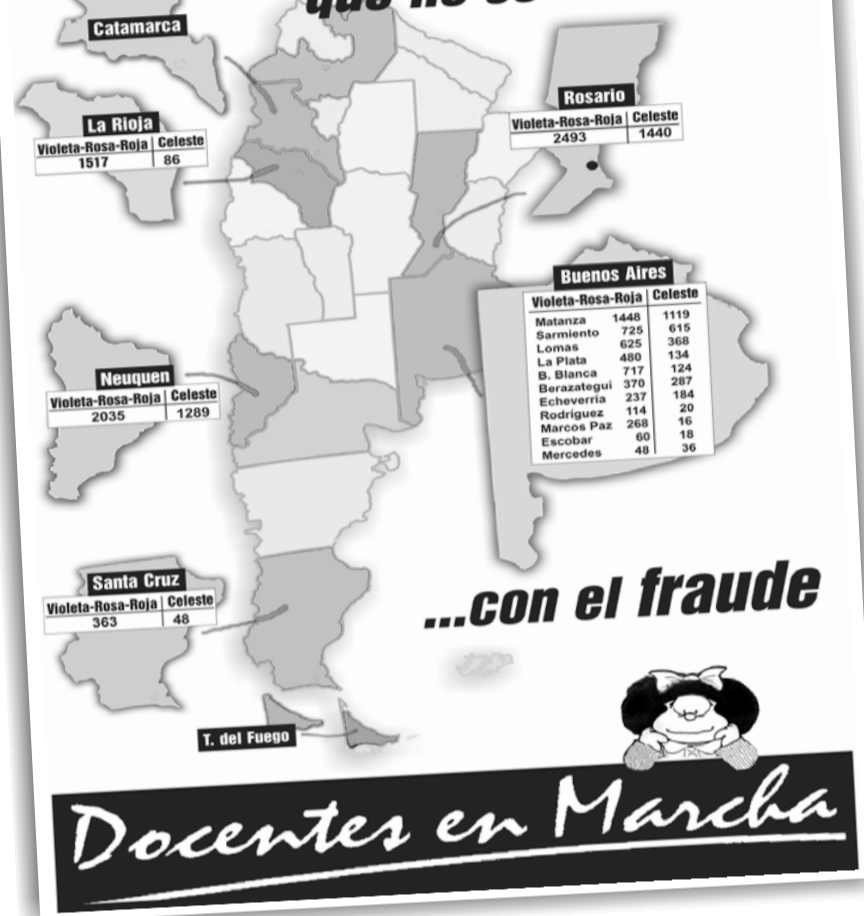 que no se
Catamarca
La Rioja
Violeta-Rosa-Roja Celeste
1517 86
Rosario
Violeta-Rosa-Roja Celeste
2493 1440
Buenos Aires
Violeta-Rosa-Roja Celeste
Matanza 1448 1119
Sarmiento 725 615
Lomas 625 368
La Plata 480 134
B. Blanca 717 124
Berazategui 370 287
Echeverría 237 184
Rodríguez 114 20
Marcos Paz 268 16
Escobar 60 18
Mercedes 48 36
Neuquen
Violeta-Rosa-Roja Celeste
2035 1289
Santa Cruz
Violeta-Rosa-Roja Celeste
363 48
...con el fraude
T. del Fuego
Docentes en Marcha